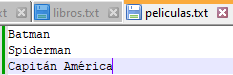 libros.txt peliculas.txt
Batman
Spiderman
Capitán América